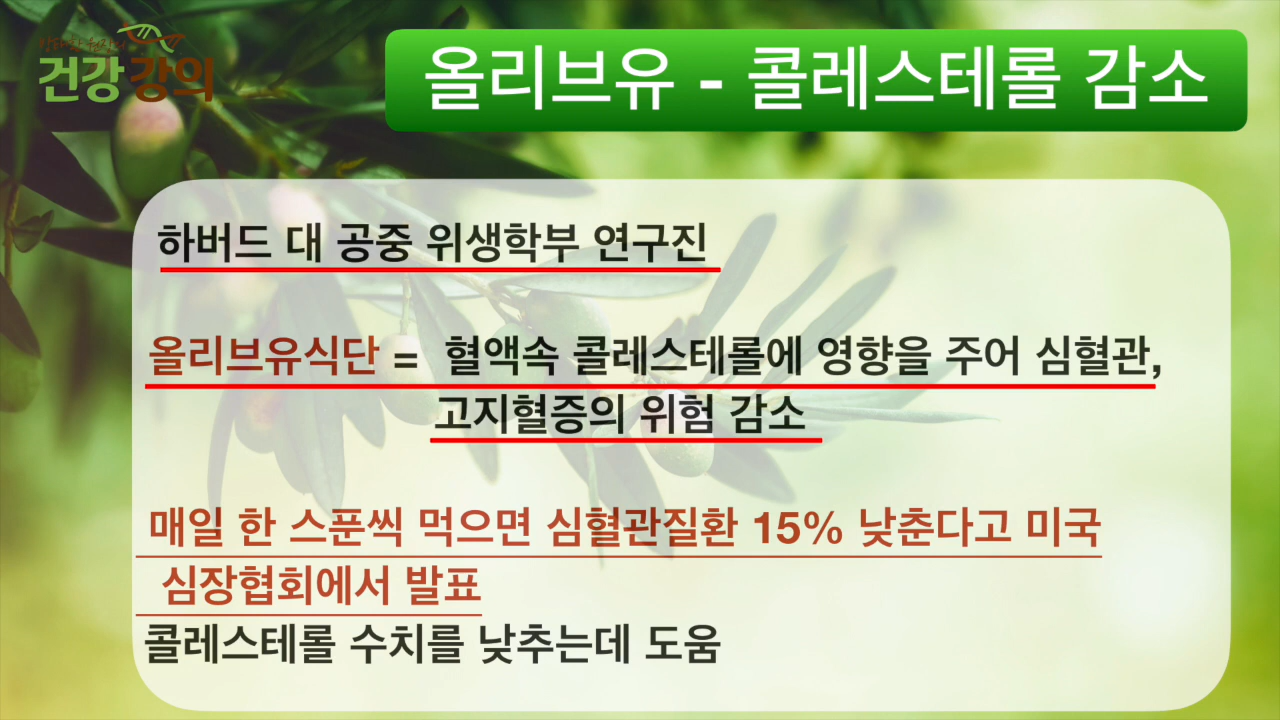 건강 강의
올리브유 - 콜레스테롤 감소
하버드 대 공중 위생학부 연구진
올리브유식단 = 혈액속 콜레스테롤에 영향을 주어 심혈관,
고지혈증의 위험 감소
매일 한 스푼씩 먹으면 심혈관질환 15% 낮춘다고 미국
심장협회에서 발표
콜레스테롤 수치를 낮추는데 도움